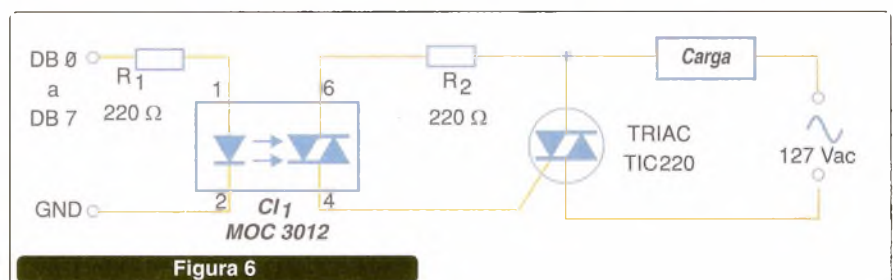 DB 0
a
DB 7
R1
220 Ω
1
6
R2
220 Ω
Carga
TRIAC
TIC220
127 Vac
GND
2
4
CI1
MOC 3012
Figura 6